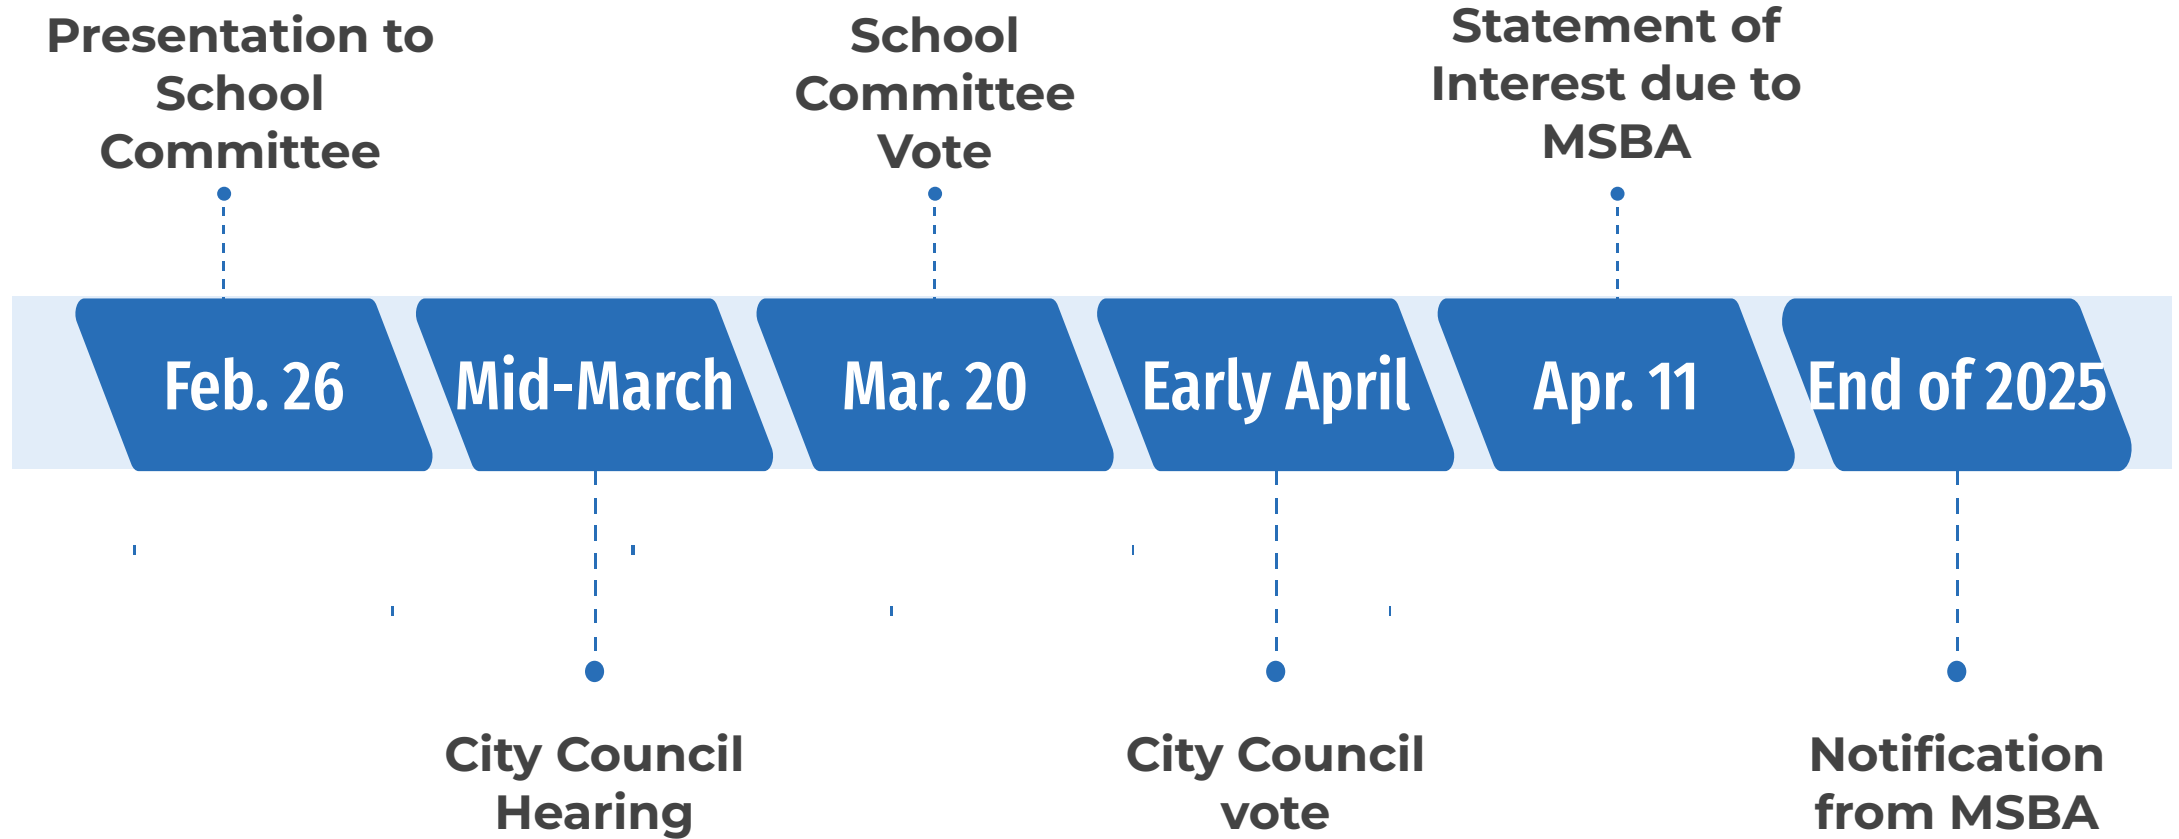 Presentation to
School
Committee
School
Committee
Vote
Statement of
Interest due to
MSBA
Feb. 26
Mid-March
Mar. 20
Early April
Apr. 11
End of 2025
City Council
Hearing
City Council
vote
Notification
from MSBA